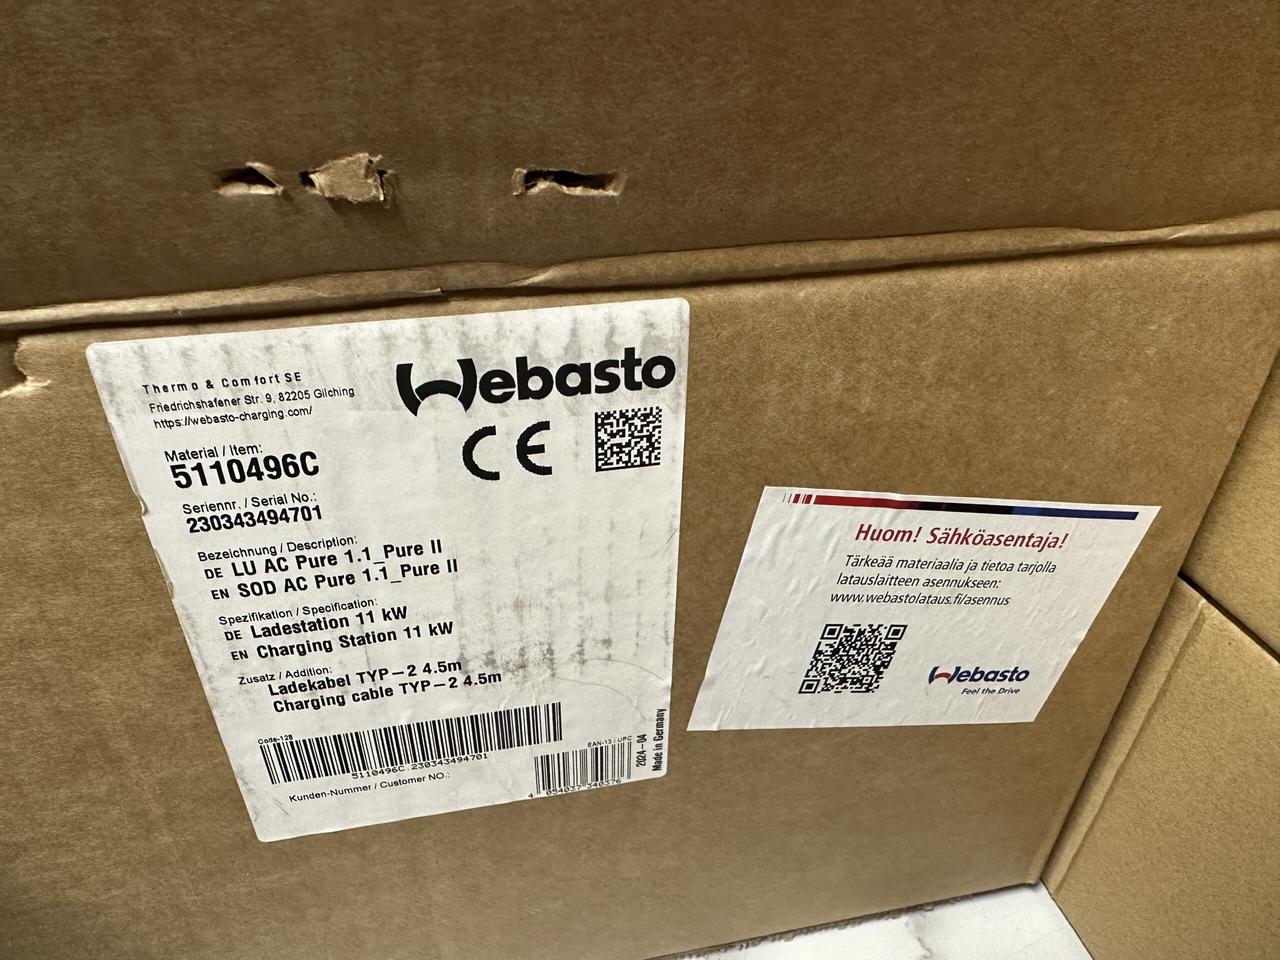 Thermo & Comfort SE
Friedrichshafener Str. 9, 82205 Gilching
https://webasto-charging.com/
Webasto
CE
Material / Item:
5110496C
Seriennr. / Serial No.:
230343494701
Bezeichnung / Description:
DE LU AC Pure 1.1_Pure II
EN SOD AC Pure 1.1_Pure II
Spezifikation / Specification:
DE Ladestation 11 kW
EN Charging Station 11 kW
Zusatz / Addition:
Ladekabel TYP-2 4.5m
Charging cable TYP-2 4.5m
Code-128
5110496C.230343494701
Kunden-Nummer / Customer NO.:
EAN-13 / UPC
4 054037 340376
2024-04
Made in Germany
Huom! Sähköasentaja!
Tärkeää materiaalia ja tietoa tarjolla
latauslaitteen asennukseen:
www.webastolataus.fi/asennus
Webasto
Feel the Drive